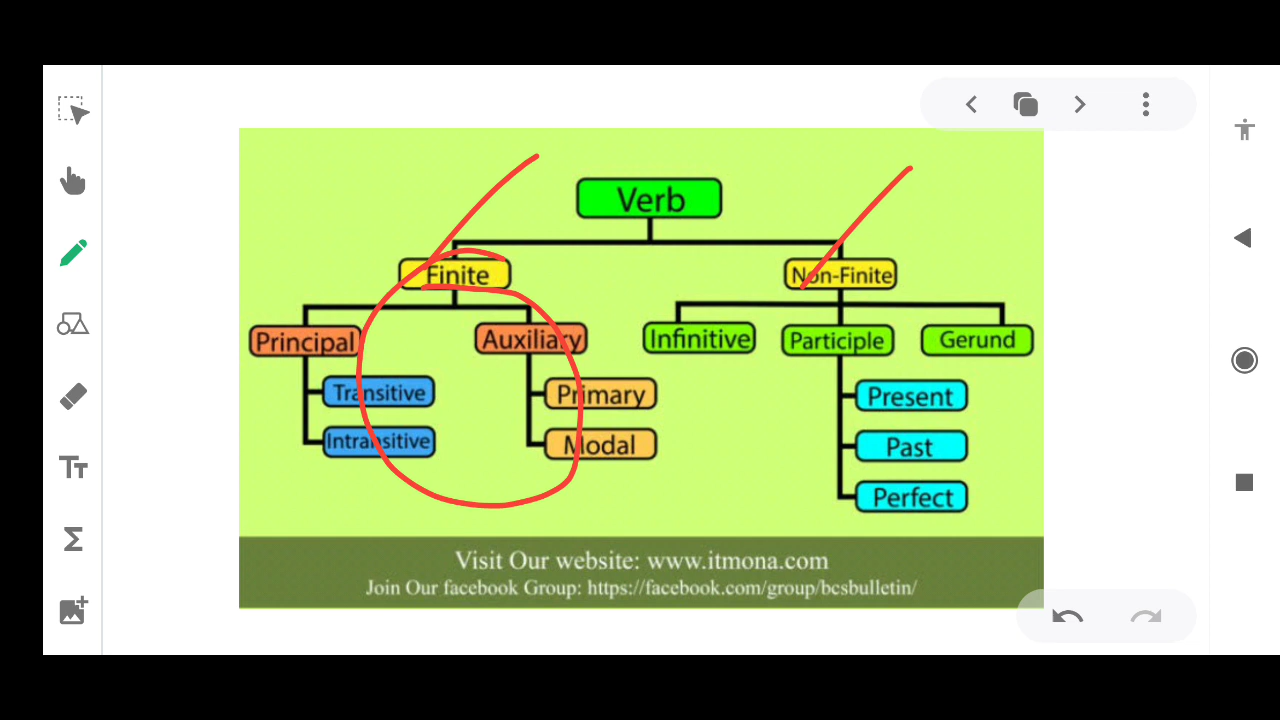 Verb
Finite
Non-Finite
Principal
Auxiliary
Infinitive
Participle
Gerund
Transitive
Primary
Present
Intransitive
Modal
Past
Perfect
Visit Our website: www.itmona.com
Join Our facebook Group: https://facebook.com/group/bcsbulletin/
Tт
Σ